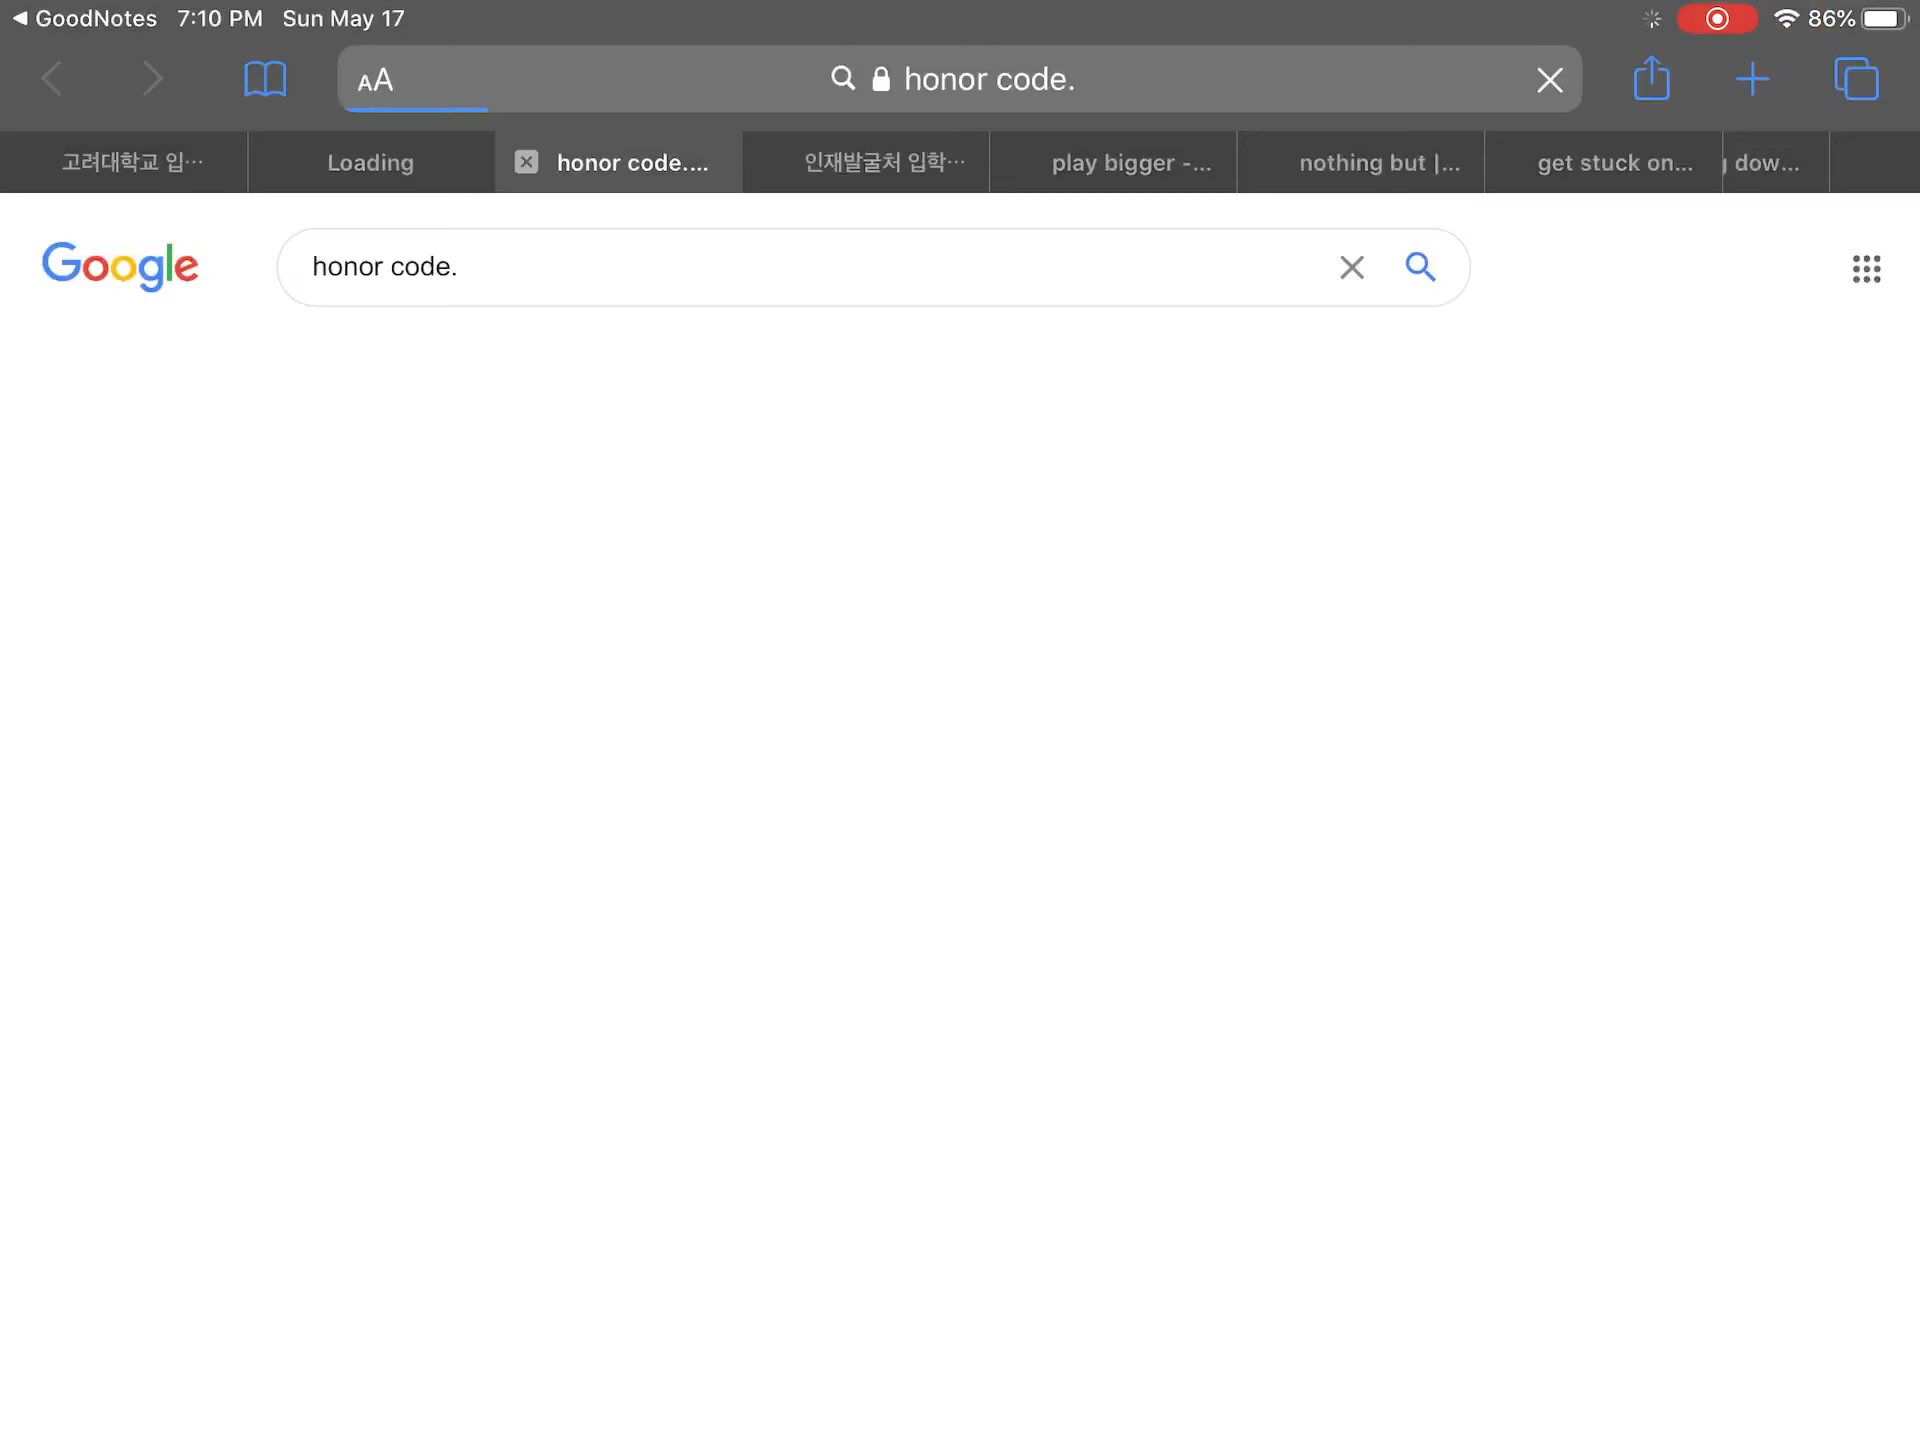 ◀ GoodNotes 7:10 PM Sun May 17 86%
AA honor code.
고려대학교 입… Loading honor code.... 인재발굴처 입학… play bigger -... nothing but |... get stuck on... dow...
Google honor code.